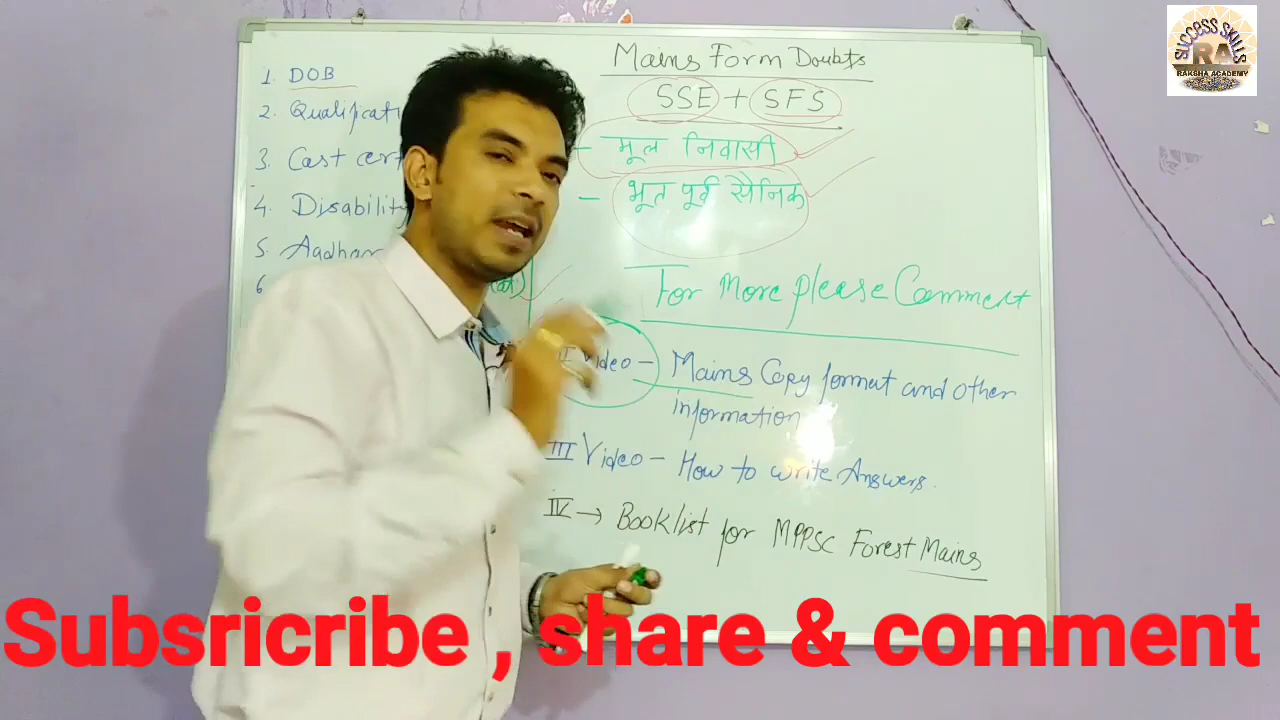 SUCCESS SKILLS
RA
RAKSHA ACADEMY
Mains Form Doubts
SSE + SFS
- मूल निवासी
- भूत पूर्व सैनिक
1. DOB
2. Qualificati
3. Cast cert
4. Disability
5. Aadhar
6
For More please Comment
II Video - Mains Copy format and other
information
III Video - How to write Answers.
IV → Booklist for MPPSC Forest Mains
Subsricribe , share & comment